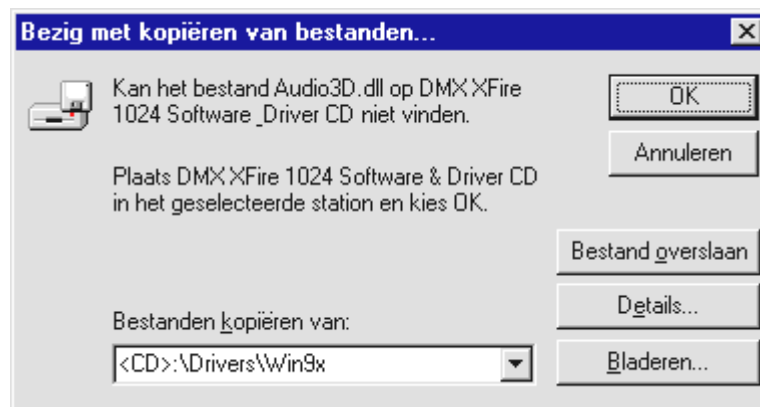 Bezig met kopiëren van bestanden...
Kan het bestand Audio3D.dll op DMX XFire
1024 Software _Driver CD niet vinden.
OK
Annuleren
Plaats DMX XFire 1024 Software & Driver CD
in het geselecteerde station en kies OK.
Bestand overslaan
Details...
Bestanden kopiëren van:
<CD>:\Drivers\Win9x
Bladeren...